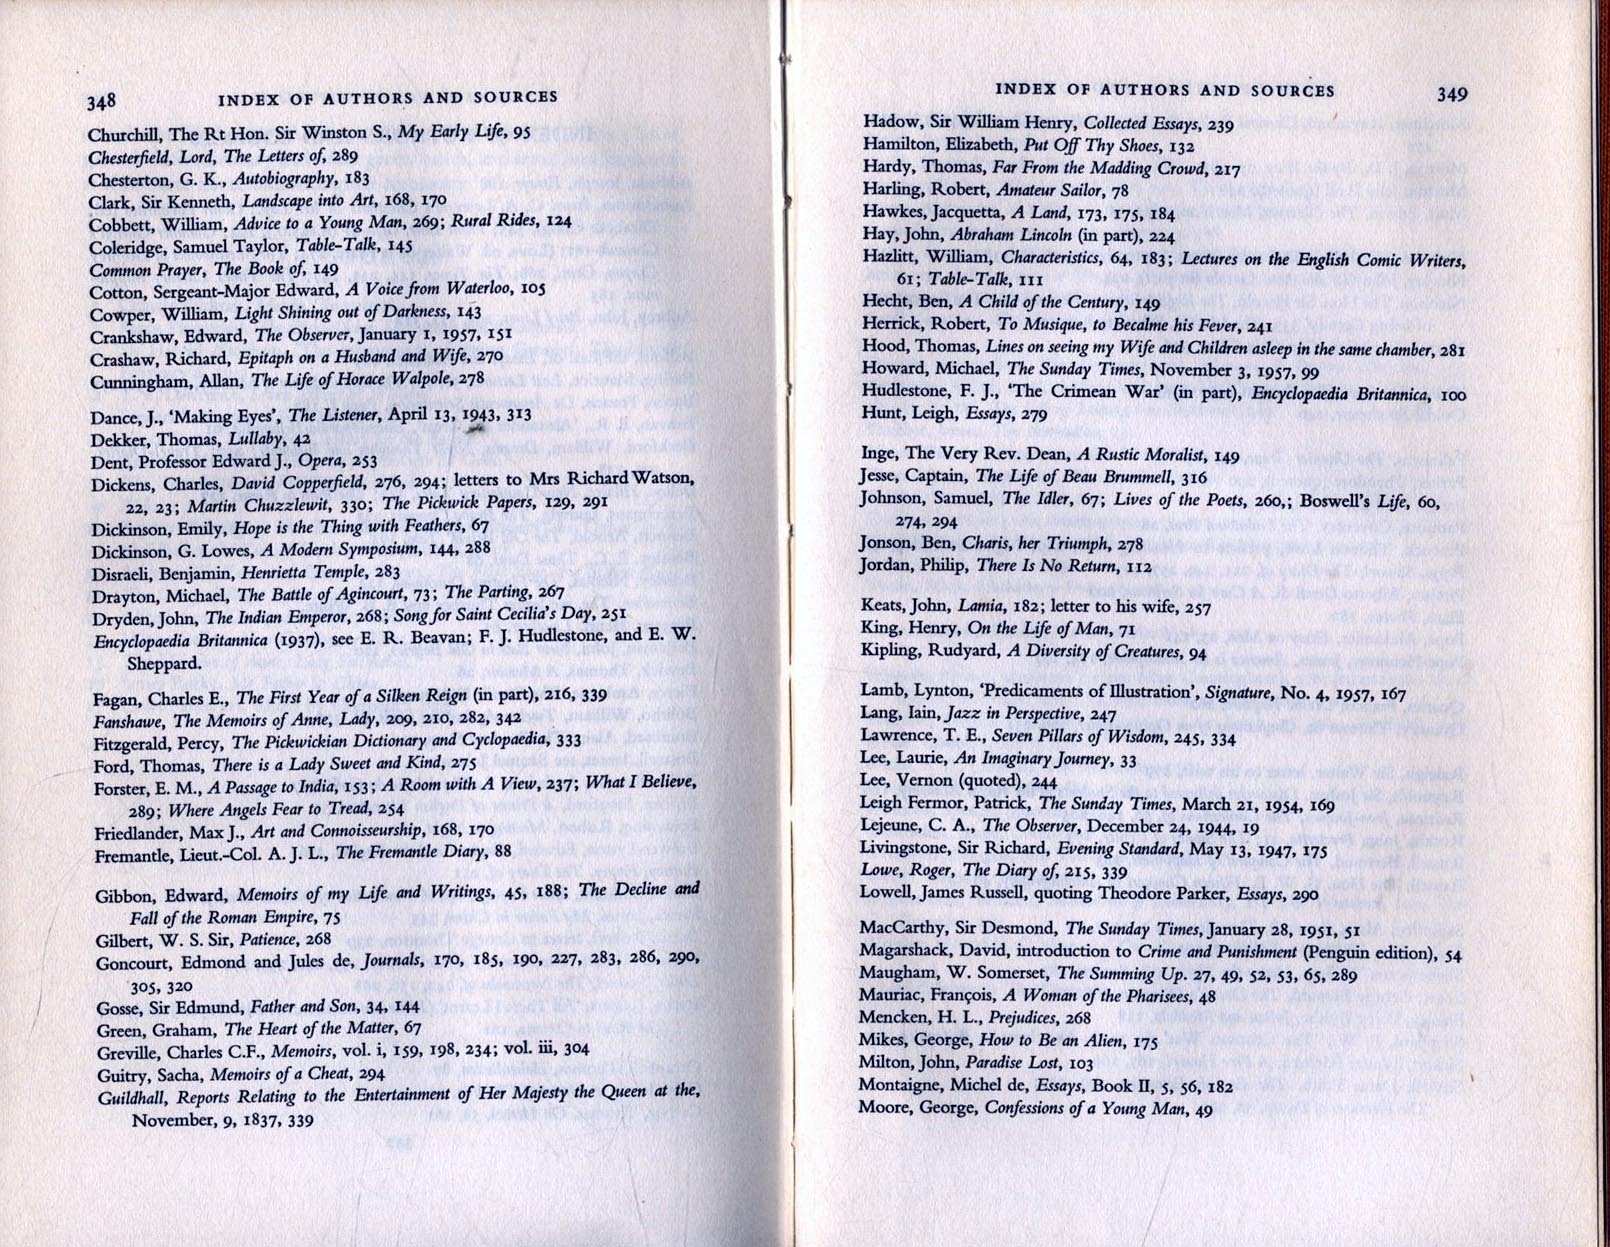 348 INDEX OF AUTHORS AND SOURCES
Churchill, The Rt Hon. Sir Winston S., My Early Life, 95
Chesterfield, Lord, The Letters of, 289
Chesterton, G. K., Autobiography, 183
Clark, Sir Kenneth, Landscape into Art, 168, 170
Cobbett, William, Advice to a Young Man, 269; Rural Rides, 124
Coleridge, Samuel Taylor, Table-Talk, 145
Common Prayer, The Book of, 149
Cotton, Sergeant-Major Edward, A Voice from Waterloo, 105
Cowper, William, Light Shining out of Darkness, 143
Crankshaw, Edward, The Observer, January 1, 1957, 151
Crashaw, Richard, Epitaph on a Husband and Wife, 270
Cunningham, Allan, The Life of Horace Walpole, 278
Dance, J., ‘Making Eyes’, The Listener, April 13, 1943, 313
Dekker, Thomas, Lullaby, 42
Dent, Professor Edward J., Opera, 253
Dickens, Charles, David Copperfield, 276, 294; letters to Mrs Richard Watson,
22, 23; Martin Chuzzlewit, 330; The Pickwick Papers, 129, 291
Dickinson, Emily, Hope is the Thing with Feathers, 67
Dickinson, G. Lowes, A Modern Symposium, 144, 288
Disraeli, Benjamin, Henrietta Temple, 283
Drayton, Michael, The Battle of Agincourt, 73; The Parting, 267
Dryden, John, The Indian Emperor, 268; Song for Saint Cecilia's Day, 251
Encyclopaedia Britannica (1937), see E. R. Beavan; F. J. Hudlestone, and E. W.
Sheppard.
Fagan, Charles E., The First Year of a Silken Reign (in part), 216, 339
Fanshawe, The Memoirs of Anne, Lady, 209, 210, 282, 342
Fitzgerald, Percy, The Pickwickian Dictionary and Cyclopaedia, 333
Ford, Thomas, There is a Lady Sweet and Kind, 275
Forster, E. M., A Passage to India, 153; A Room with A View, 237; What I Believe,
289; Where Angels Fear to Tread, 254
Friedlander, Max J., Art and Connoisseurship, 168, 170
Fremantle, Lieut.-Col. A. J. L., The Fremantle Diary, 88
Gibbon, Edward, Memoirs of my Life and Writings, 45, 188; The Decline and
Fall of the Roman Empire, 75
Gilbert, W. S. Sir, Patience, 268
Goncourt, Edmond and Jules de, Journals, 170, 185, 190, 227, 283, 286, 290,
305, 320
Gosse, Sir Edmund, Father and Son, 34, 144
Green, Graham, The Heart of the Matter, 67
Greville, Charles C.F., Memoirs, vol. i, 159, 198, 234; vol. iii, 304
Guitry, Sacha, Memoirs of a Cheat, 294
Guildhall, Reports Relating to the Entertainment of Her Majesty the Queen at the,
November, 9, 1837, 339
INDEX OF AUTHORS AND SOURCES 349
Hadow, Sir William Henry, Collected Essays, 239
Hamilton, Elizabeth, Put Off Thy Shoes, 132
Hardy, Thomas, Far From the Madding Crowd, 217
Harling, Robert, Amateur Sailor, 78
Hawkes, Jacquetta, A Land, 173, 175, 184
Hay, John, Abraham Lincoln (in part), 224
Hazlitt, William, Characteristics, 64, 183; Lectures on the English Comic Writers,
61; Table-Talk, 111
Hecht, Ben, A Child of the Century, 149
Herrick, Robert, To Musique, to Becalme his Fever, 241
Hood, Thomas, Lines on seeing my Wife and Children asleep in the same chamber, 281
Howard, Michael, The Sunday Times, November 3, 1957, 99
Hudlestone, F. J., ‘The Crimean War’ (in part), Encyclopaedia Britannica, 100
Hunt, Leigh, Essays, 279
Inge, The Very Rev. Dean, A Rustic Moralist, 149
Jesse, Captain, The Life of Beau Brummell, 316
Johnson, Samuel, The Idler, 67; Lives of the Poets, 260,; Boswell's Life, 60,
274, 294
Jonson, Ben, Charis, her Triumph, 278
Jordan, Philip, There Is No Return, 112
Keats, John, Lamia, 182; letter to his wife, 257
King, Henry, On the Life of Man, 71
Kipling, Rudyard, A Diversity of Creatures, 94
Lamb, Lynton, ‘Predicaments of Illustration’, Signature, No. 4, 1957, 167
Lang, Iain, Jazz in Perspective, 247
Lawrence, T. E., Seven Pillars of Wisdom, 245, 334
Lee, Laurie, An Imaginary Journey, 33
Lee, Vernon (quoted), 244
Leigh Fermor, Patrick, The Sunday Times, March 21, 1954, 169
Lejeune, C. A., The Observer, December 24, 1944, 19
Livingstone, Sir Richard, Evening Standard, May 13, 1947, 175
Lowe, Roger, The Diary of, 215, 339
Lowell, James Russell, quoting Theodore Parker, Essays, 290
MacCarthy, Sir Desmond, The Sunday Times, January 28, 1951, 51
Magarshack, David, introduction to Crime and Punishment (Penguin edition), 54
Maugham, W. Somerset, The Summing Up. 27, 49, 52, 53, 65, 289
Mauriac, François, A Woman of the Pharisees, 48
Mencken, H. L., Prejudices, 268
Mikes, George, How to Be an Alien, 175
Milton, John, Paradise Lost, 103
Montaigne, Michel de, Essays, Book II, 5, 56, 182
Moore, George, Confessions of a Young Man, 49